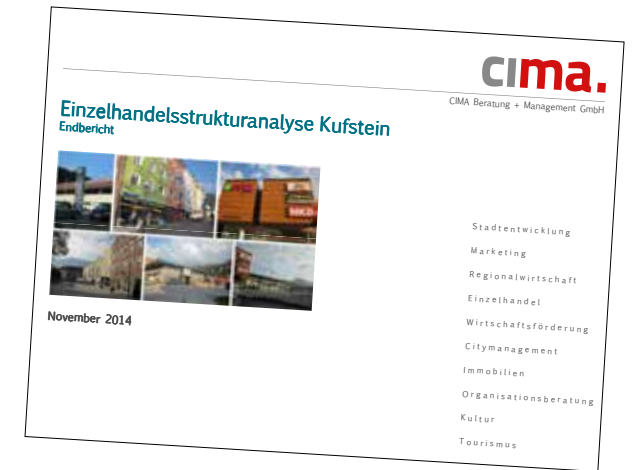 cima.
CIMA Beratung + Management GmbH
Einzelhandelsstrukturanalyse Kufstein
Endbericht
November 2014
Stadtentwicklung
Marketing
Regionalwirtschaft
Einzelhandel
Wirtschaftsförderung
Citymanagement
Immobilien
Organisationsberatung
Kultur
Tourismus